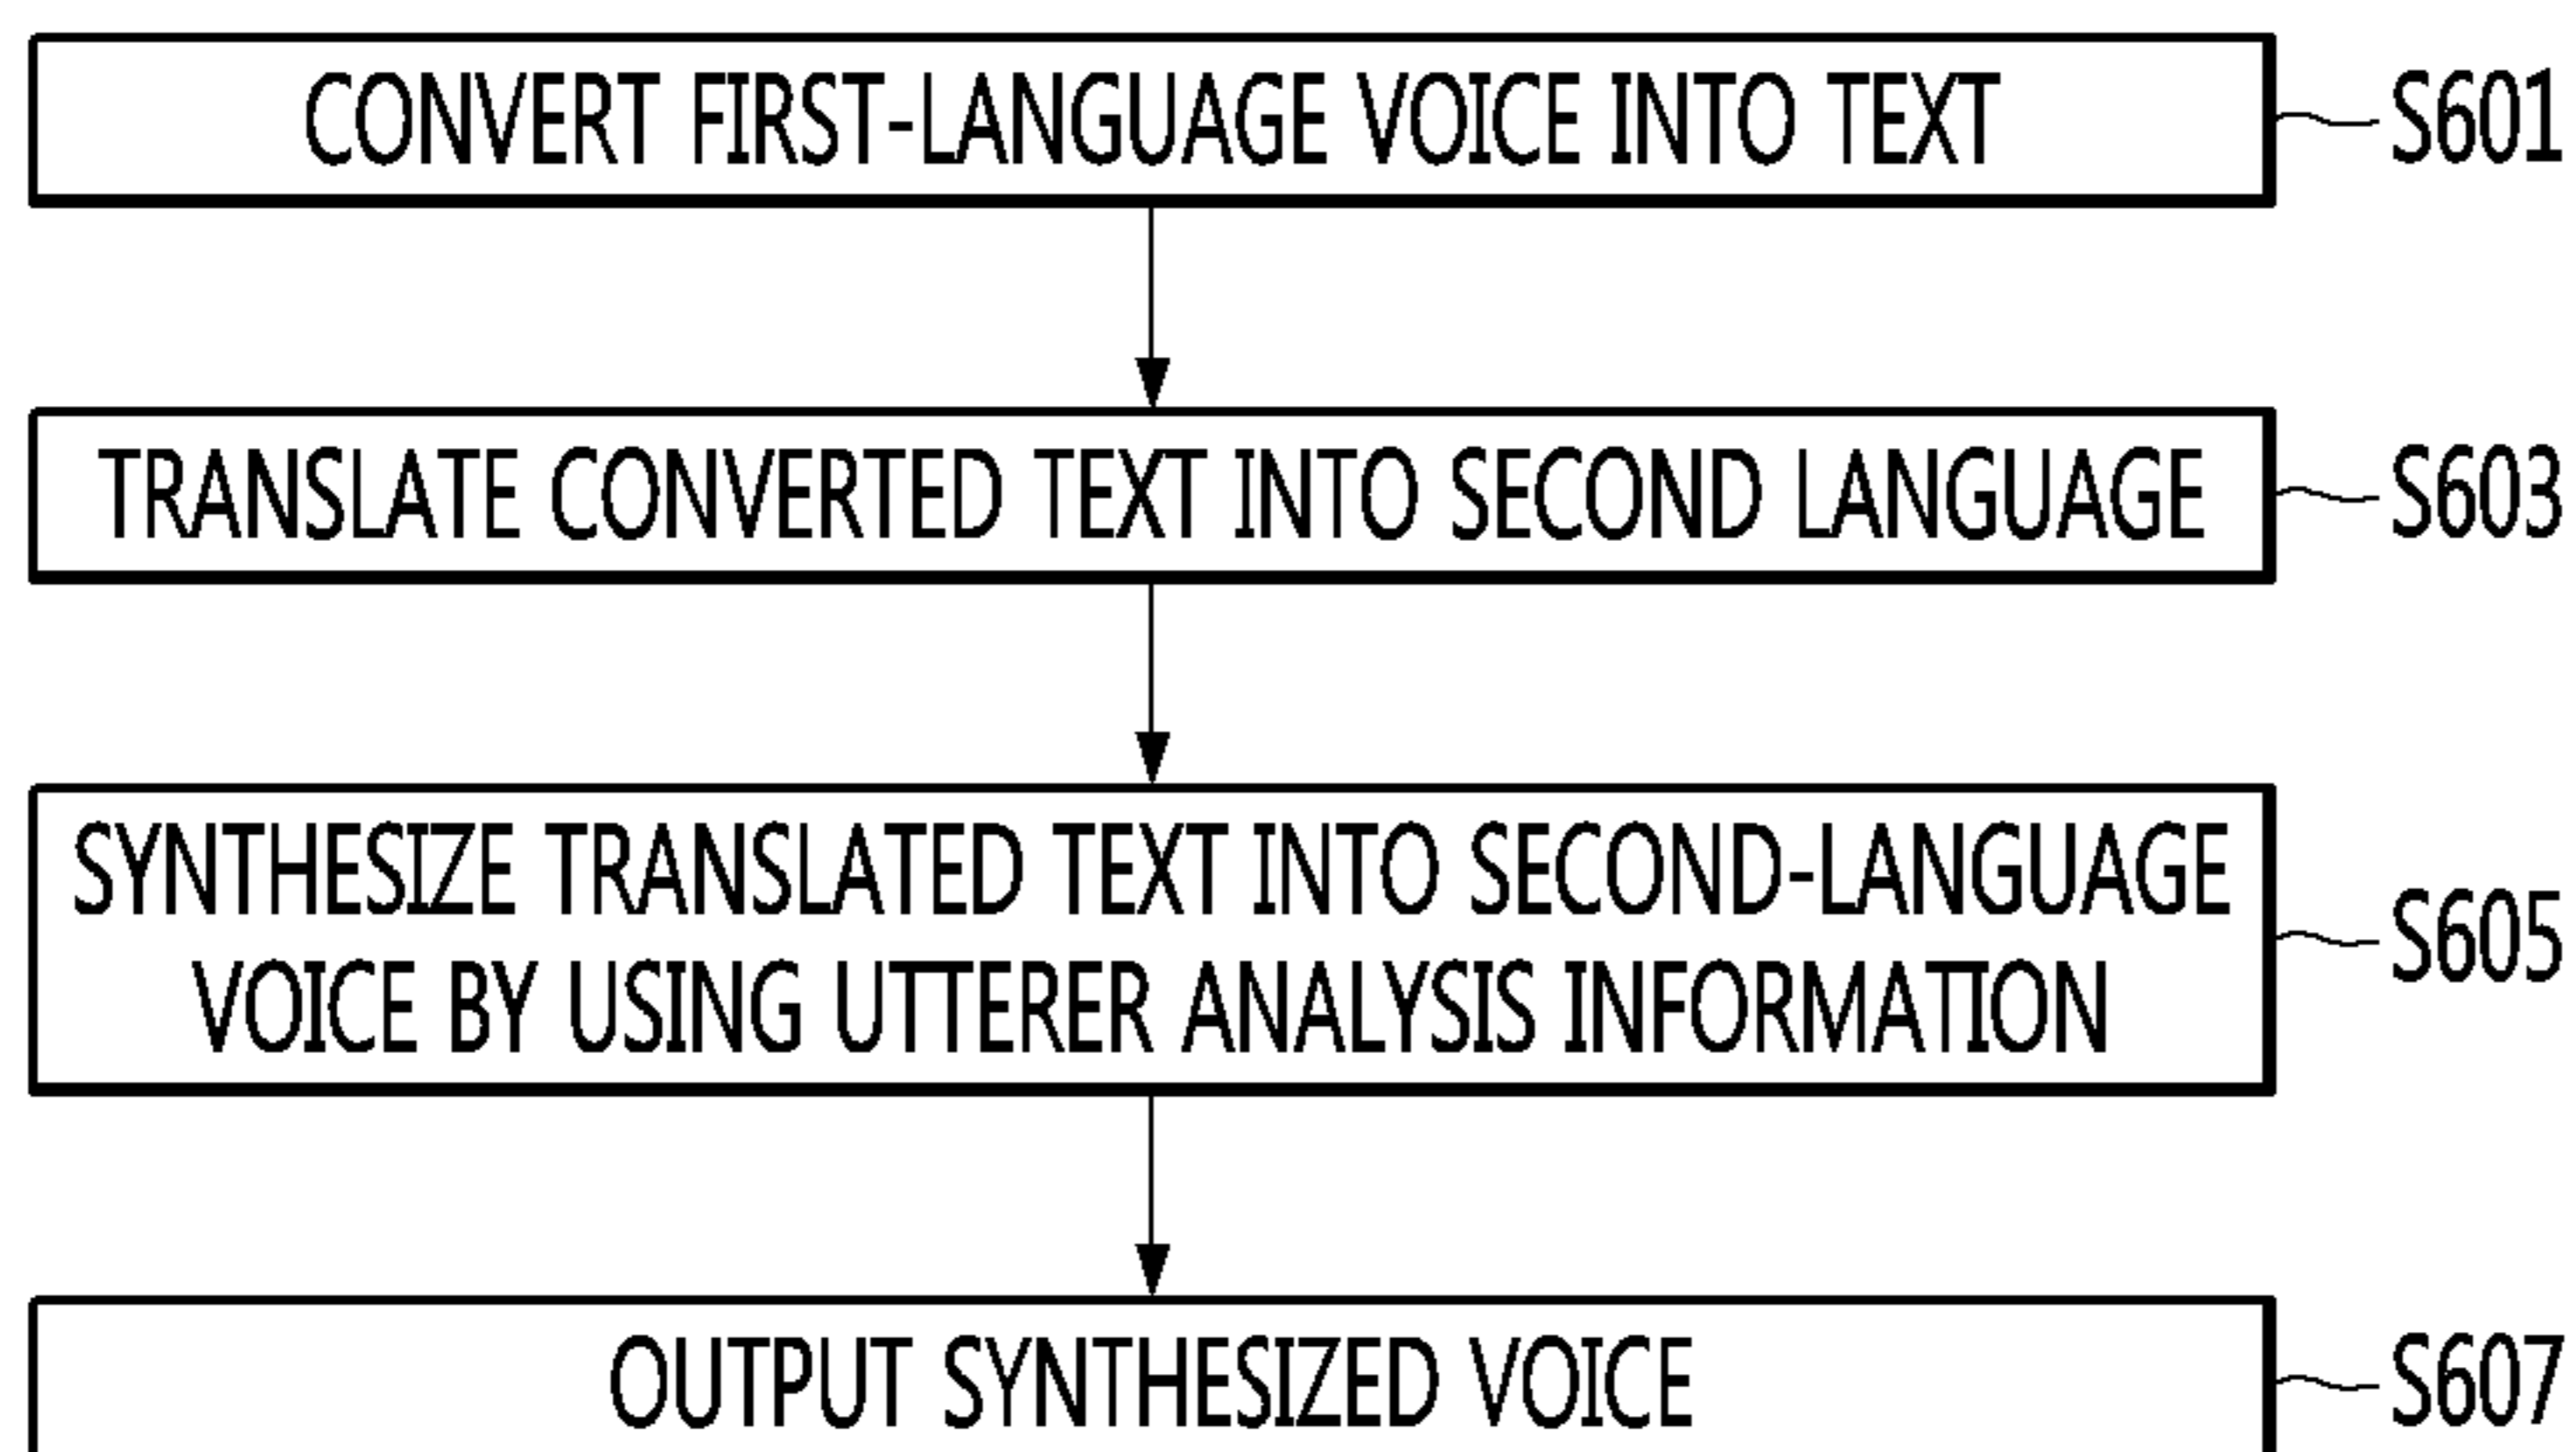 CONVERT FIRST-LANGUAGE VOICE INTO TEXT
S601
TRANSLATE CONVERTED TEXT INTO SECOND LANGUAGE
S603
SYNTHESIZE TRANSLATED TEXT INTO SECOND-LANGUAGE
VOICE BY USING UTTERER ANALYSIS INFORMATION
S605
OUTPUT SYNTHESIZED VOICE
S607